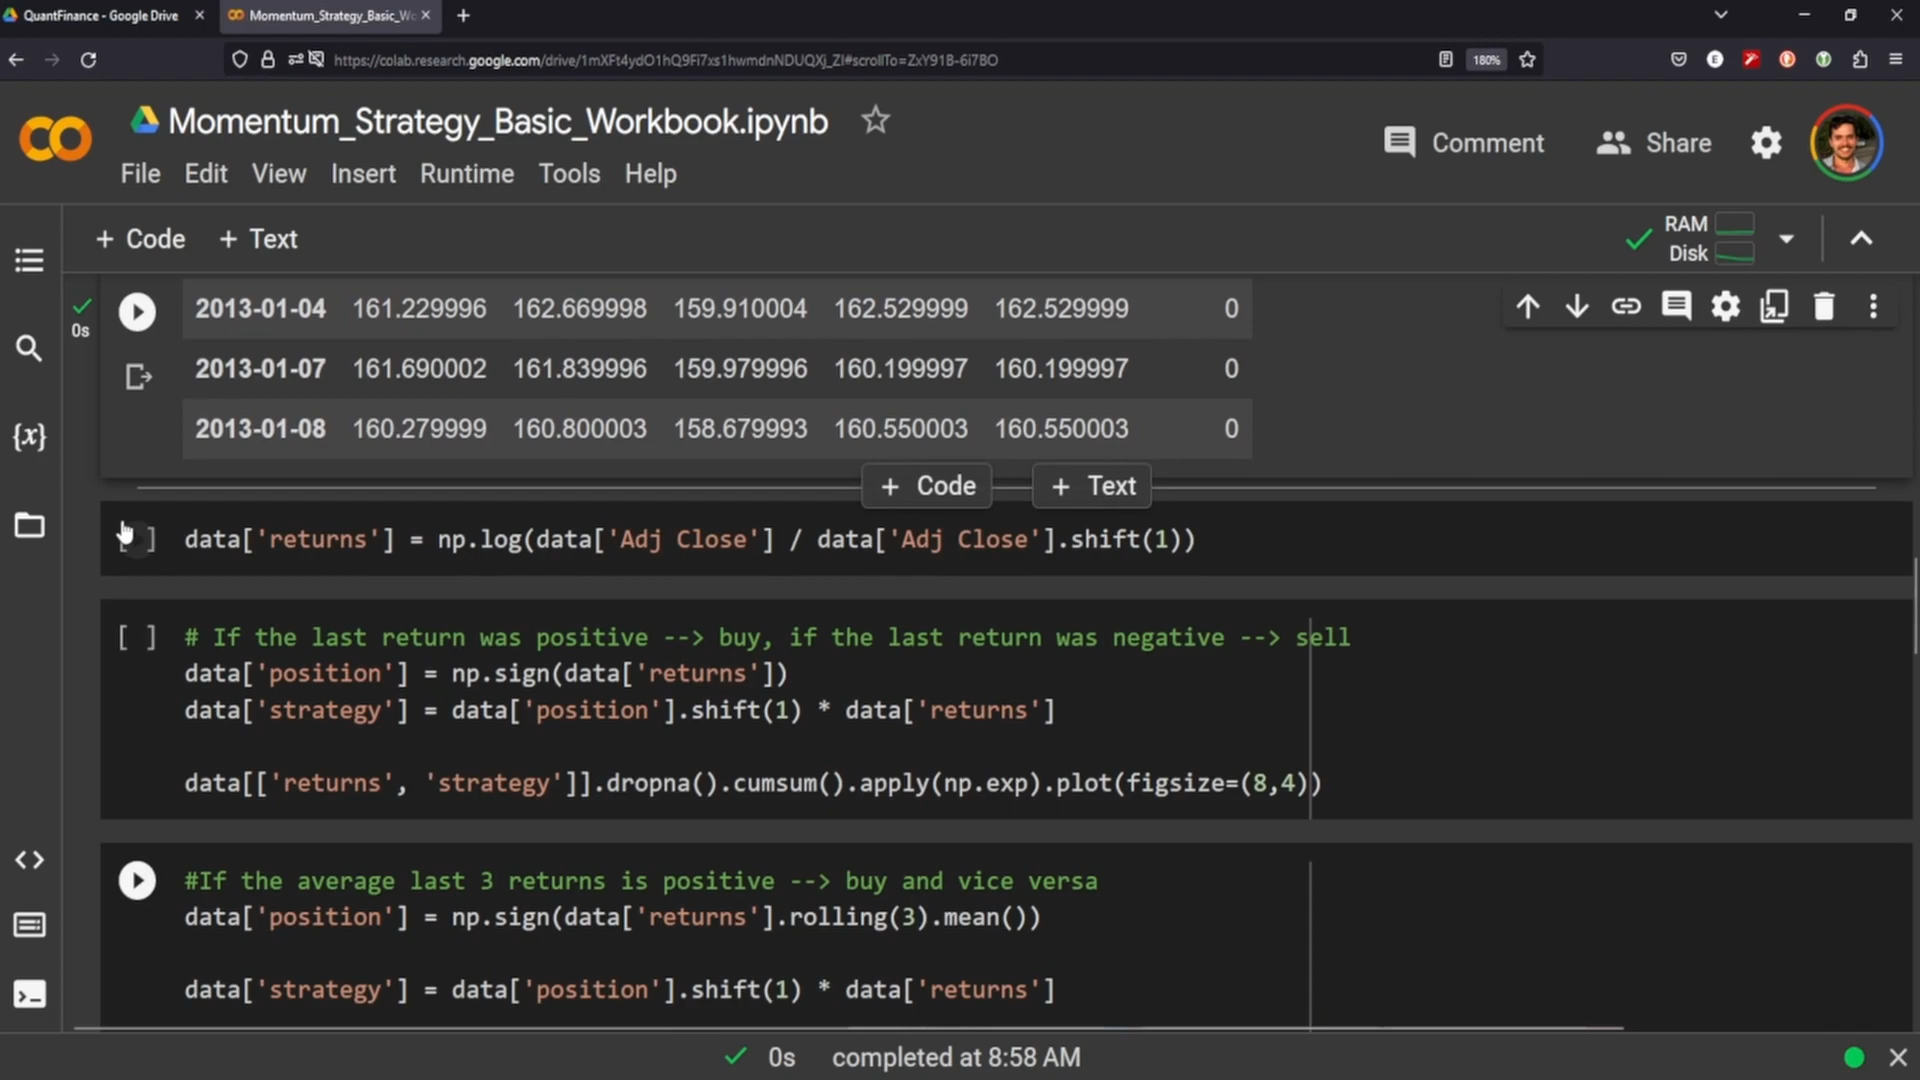 QuantFinance - Google Drive
Momentum_Strategy_Basic_Wo
https://colab.research.google.com/drive/1mXFt4ydO1hQ9Fi7xs1hwmdnNDUQXj_ZI#scrollTo=ZxY91B-6i7BO
180%
Momentum_Strategy_Basic_Workbook.ipynb
Comment
Share
File Edit View Insert Runtime Tools Help
+ Code + Text
RAM
Disk
0s
2013-01-04 161.229996 162.669998 159.910004 162.529999 162.529999 0
2013-01-07 161.690002 161.839996 159.979996 160.199997 160.199997 0
2013-01-08 160.279999 160.800003 158.679993 160.550003 160.550003 0
+ Code + Text
[ ] data['returns'] = np.log(data['Adj Close'] / data['Adj Close'].shift(1))
[ ] # If the last return was positive --> buy, if the last return was negative --> sell
data['position'] = np.sign(data['returns'])
data['strategy'] = data['position'].shift(1) * data['returns']
data[['returns', 'strategy']].dropna().cumsum().apply(np.exp).plot(figsize=(8,4))
#If the average last 3 returns is positive --> buy and vice versa
data['position'] = np.sign(data['returns'].rolling(3).mean())
data['strategy'] = data['position'].shift(1) * data['returns']
0s completed at 8:58 AM